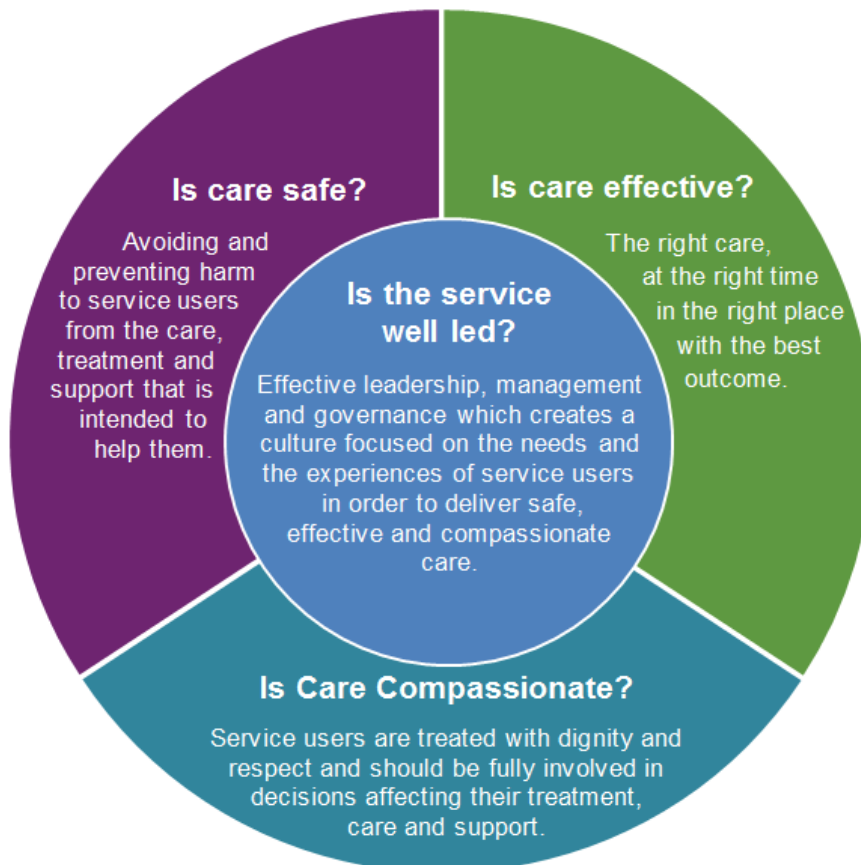 Is care safe?
Avoiding and
preventing harm
to service users
from the care,
treatment and
support that is
intended to
help them.
Is care effective?
The right care,
at the right time
in the right place
with the best
outcome.
Is the service
well led?
Effective leadership, management
and governance which creates a
culture focused on the needs and
the experiences of service users
in order to deliver safe,
effective and compassionate
care.
Is Care Compassionate?
Service users are treated with dignity and
respect and should be fully involved in
decisions affecting their treatment,
care and support.